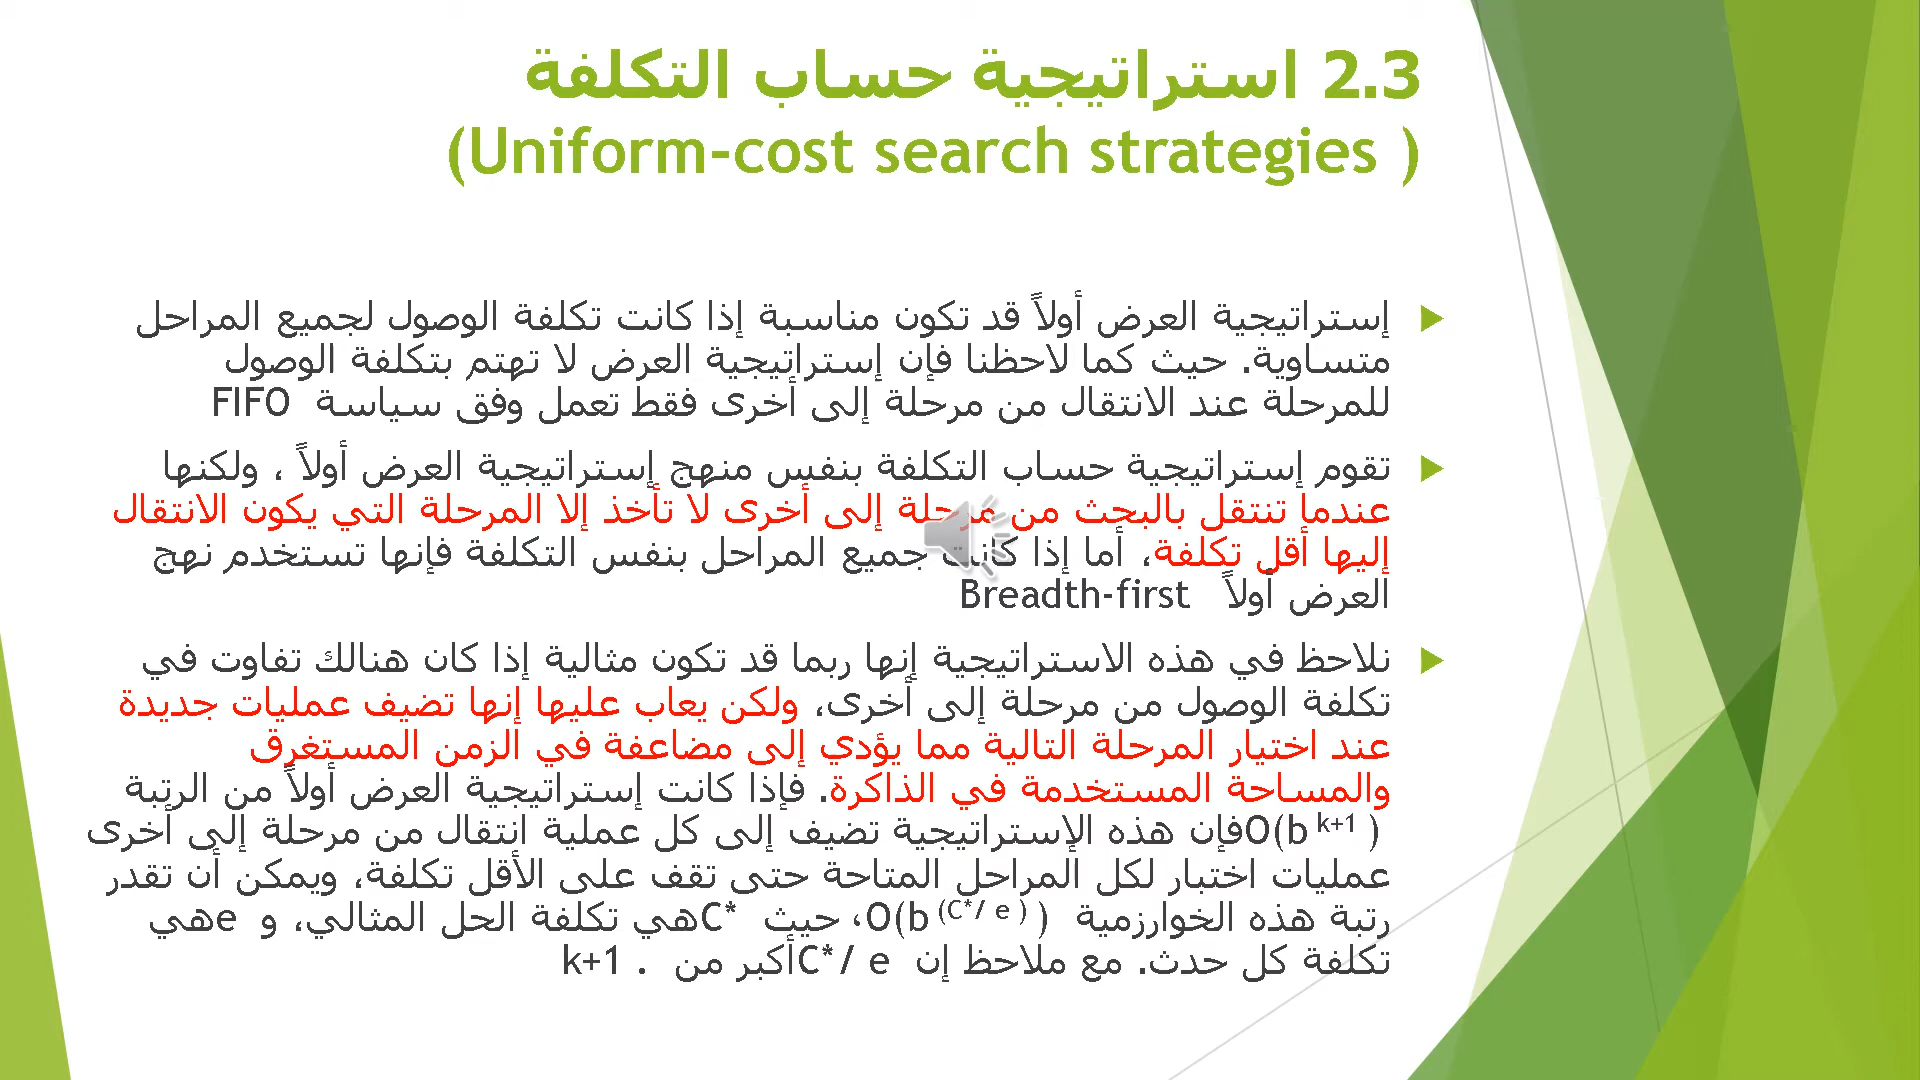 2.3 استراتيجية حساب التكلفة
(Uniform-cost search strategies )
إستراتيجية العرض أولاً قد تكون مناسبة إذا كانت تكلفة الوصول لجميع المراحل
متساوية. حيث كما لاحظنا فإن إستراتيجية العرض لا تهتم بتكلفة الوصول
للمرحلة عند الانتقال من مرحلة إلى أخرى فقط تعمل وفق سياسة FIFO
تقوم إستراتيجية حساب التكلفة بنفس منهج إستراتيجية العرض أولاً ، ولكنها
عندما تنتقل بالبحث من مرحلة إلى أخرى لا تأخذ إلا المرحلة التي يكون الانتقال
إليها أقل تكلفة، أما إذا كانت جميع المراحل بنفس التكلفة فإنها تستخدم نهج
العرض أولاً Breadth-first
نلاحظ في هذه الاستراتيجية إنها ربما قد تكون مثالية إذا كان هنالك تفاوت في
تكلفة الوصول من مرحلة إلى أخرى، ولكن يعاب عليها إنها تضيف عمليات جديدة
عند اختيار المرحلة التالية مما يؤدي إلى مضاعفة في الزمن المستغرق
والمساحة المستخدمة في الذاكرة. فإذا كانت إستراتيجية العرض أولاً من الرتبة
O(b k+1 ) فإن هذه الإستراتيجية تضيف إلى كل عملية انتقال من مرحلة إلى أخرى
عمليات اختبار لكل المراحل المتاحة حتى تقف على الأقل تكلفة، ويمكن أن تقدر
رتبة هذه الخوارزمية O(b (C*/ e ) )، حيث C* هي تكلفة الحل المثالي، و e هي
تكلفة كل حدث. مع ملاحظ إن C*/ e أكبر من k+1 .